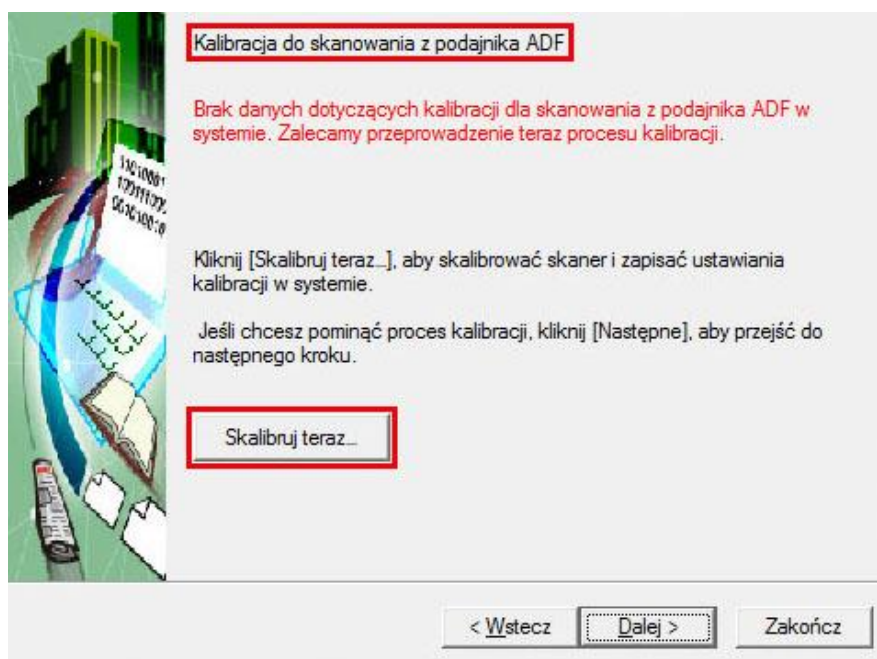 Kalibracja do skanowania z podajnika ADF
Brak danych dotyczących kalibracji dla skanowania z podajnika ADF w
systemie. Zalecamy przeprowadzenie teraz procesu kalibracji.
Kliknij [Skalibruj teraz...], aby skalibrować skaner i zapisać ustawiania
kalibracji w systemie.
Jeśli chcesz pominąć proces kalibracji, kliknij [Następne], aby przejść do
następnego kroku.
Skalibruj teraz...
< Wstecz
Dalej >
Zakończ